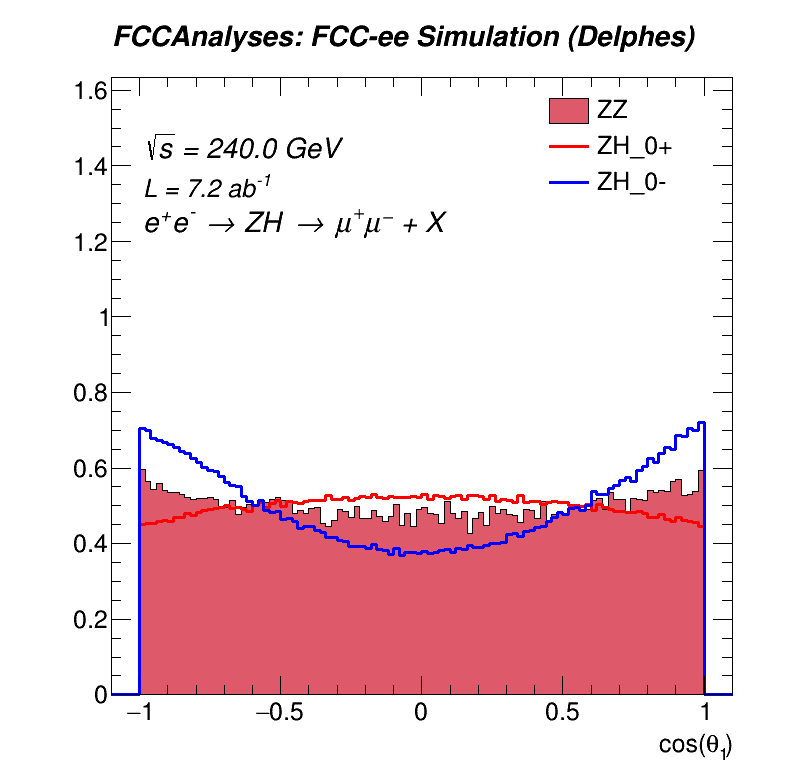 FCCAnalyses: FCC-ee Simulation (Delphes)
√s = 240.0 GeV
L = 7.2 ab⁻¹
e⁺e⁻ → ZH → μ⁺μ⁻ + X
ZZ
ZH_0+
ZH_0-
1.6
1.4
1.2
1
0.8
0.6
0.4
0.2
0
−1
−0.5
0
0.5
1
cos(θ₁)